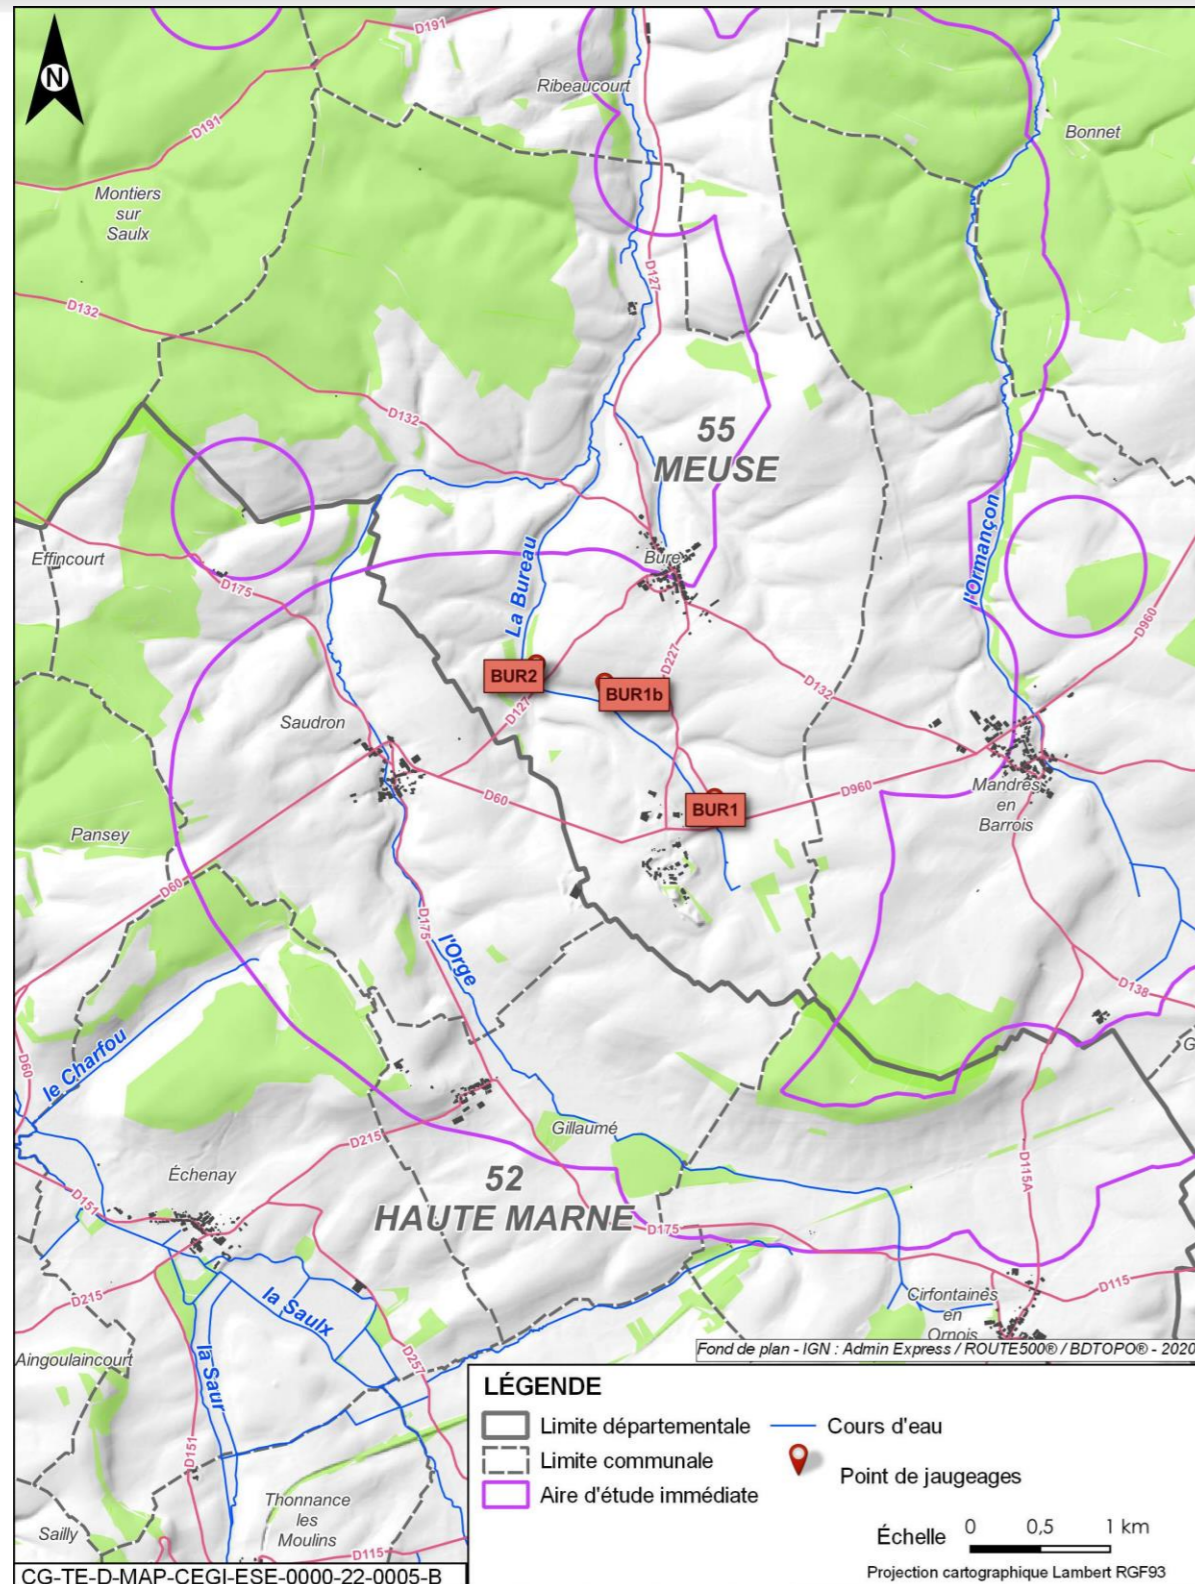 N
D191
Ribeaucourt
D191
Bonnet
Montiers
sur
Saulx
D127
D132
D132
55
MEUSE
Effincourt
D175
La Bureau
Bure
l'Ormançon
D960
D227
BUR2
BUR1b
D132
D127
Saudron
D60
D960
BUR1
Mandres
en
Barrois
Pansey
D60
D175
l'Orge
D138
le Charfou
D60
G
Gillaumé
D215
Échenay
52
HAUTE MARNE
D115A
D151
D175
D115
D215
la Saulx
Cirfontaines
en
Ornois
Aingoulaincourt
la Saur
D257
Fond de plan - IGN : Admin Express / ROUTE500® / BDTOPO® - 2020
D151
Thonnance
les
Moulins
Sailly
D115
LÉGENDE
Limite départementale
Cours d'eau
Limite communale
Point de jaugeages
Aire d'étude immédiate
Échelle 0 0,5 1 km
Projection cartographique Lambert RGF93
CG-TE-D-MAP-CEGI-ESE-0000-22-0005-B